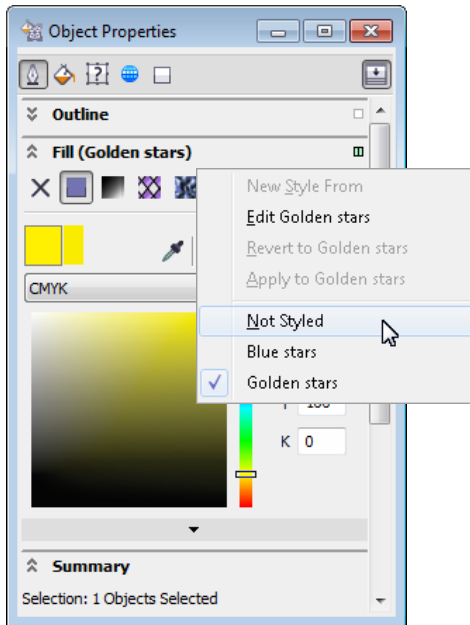 Object Properties
Outline
Fill (Golden stars)
New Style From
Edit Golden stars
Revert to Golden stars
Apply to Golden stars
CMYK
Not Styled
Blue stars
Golden stars
K 0
Summary
Selection: 1 Objects Selected